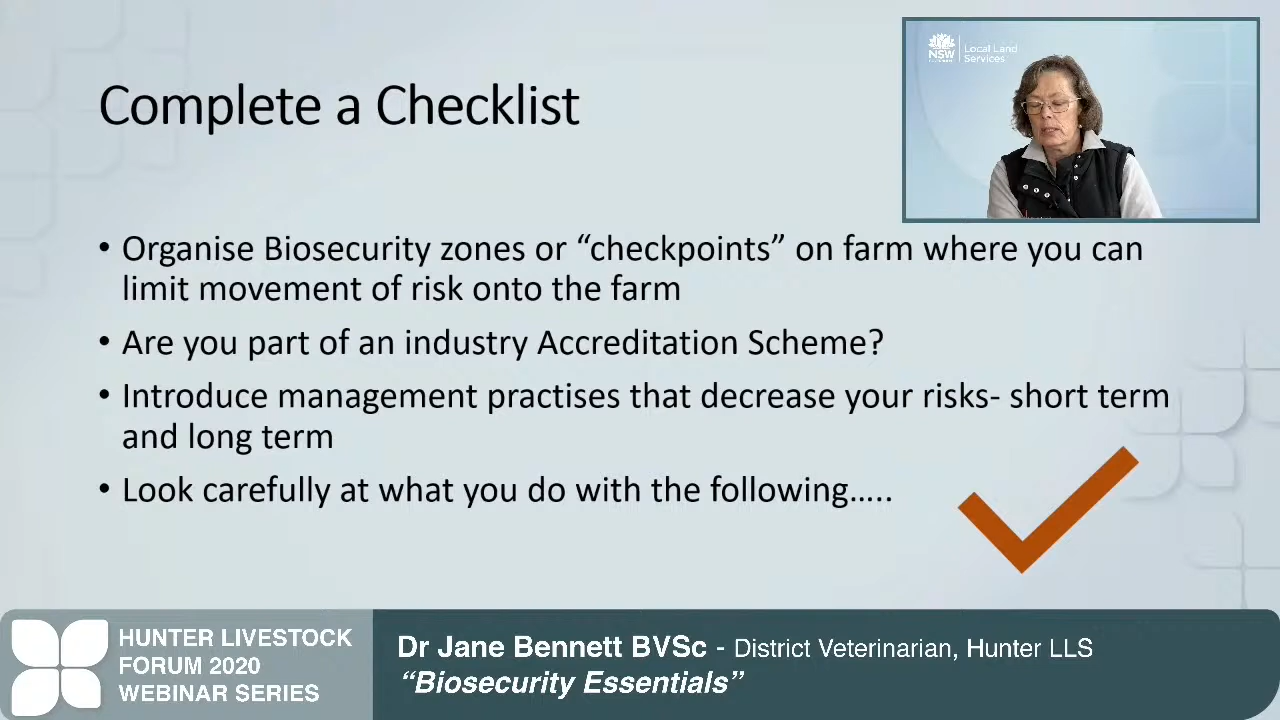 Complete a Checklist
NSW
Local Land
Services
• Organise Biosecurity zones or “checkpoints” on farm where you can
limit movement of risk onto the farm
• Are you part of an industry Accreditation Scheme?
• Introduce management practises that decrease your risks- short term
and long term
• Look carefully at what you do with the following…..
HUNTER LIVESTOCK
FORUM 2020
WEBINAR SERIES
Dr Jane Bennett BVSc - District Veterinarian, Hunter LLS
“Biosecurity Essentials”